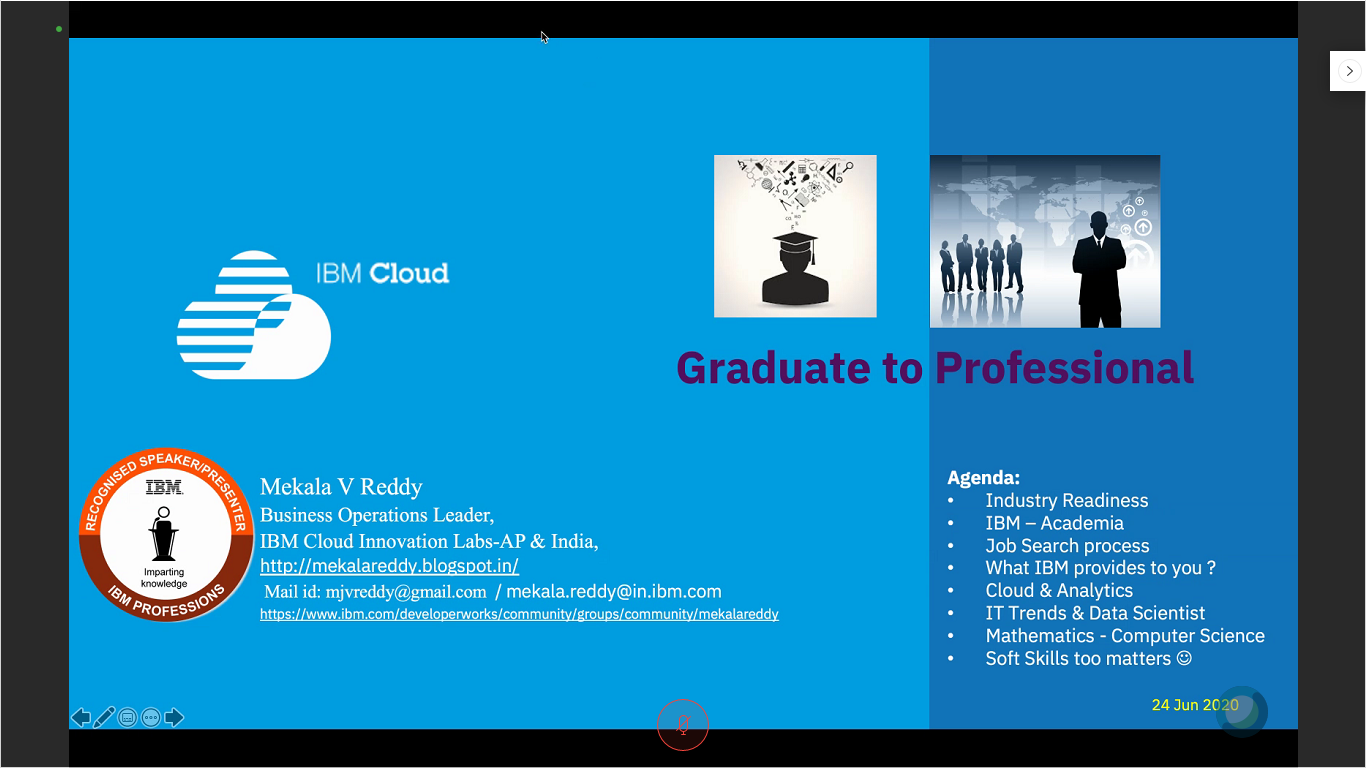 IBM Cloud
Graduate to Professional
RECOGNISED SPEAKER/PRESENTER
IBM
Imparting
knowledge
IBM PROFESSIONS
Mekala V Reddy
Business Operations Leader,
IBM Cloud Innovation Labs-AP & India,
http://mekalareddy.blogspot.in/
Mail id: mjvreddy@gmail.com / mekala.reddy@in.ibm.com
https://www.ibm.com/developerworks/community/groups/community/mekalareddy
Agenda:
• Industry Readiness
• IBM – Academia
• Job Search process
• What IBM provides to you ?
• Cloud & Analytics
• IT Trends & Data Scientist
• Mathematics - Computer Science
• Soft Skills too matters ☺
24 Jun 2020